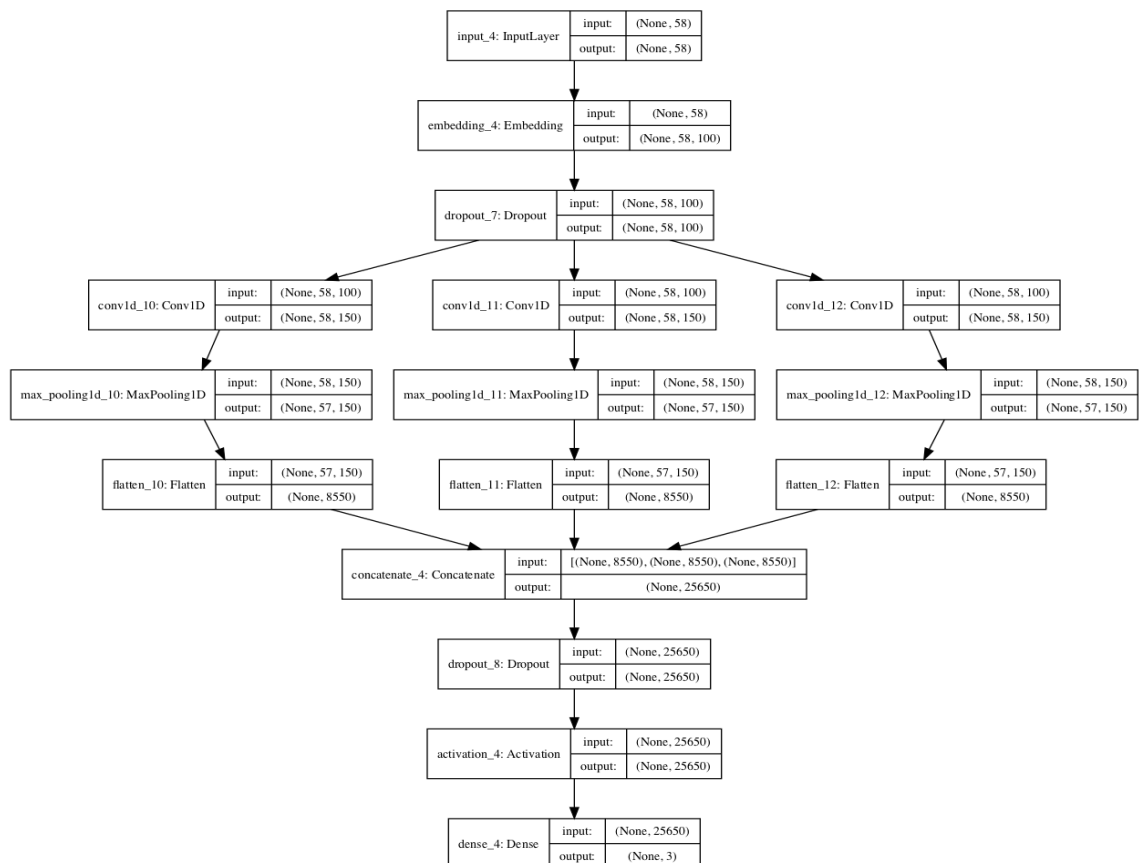 input_4: InputLayer
input: (None, 58)
output: (None, 58)
embedding_4: Embedding
input: (None, 58)
output: (None, 58, 100)
dropout_7: Dropout
input: (None, 58, 100)
output: (None, 58, 100)
conv1d_10: Conv1D
input: (None, 58, 100)
output: (None, 58, 150)
conv1d_11: Conv1D
input: (None, 58, 100)
output: (None, 58, 150)
conv1d_12: Conv1D
input: (None, 58, 100)
output: (None, 58, 150)
max_pooling1d_10: MaxPooling1D
input: (None, 58, 150)
output: (None, 57, 150)
max_pooling1d_11: MaxPooling1D
input: (None, 58, 150)
output: (None, 57, 150)
max_pooling1d_12: MaxPooling1D
input: (None, 58, 150)
output: (None, 57, 150)
flatten_10: Flatten
input: (None, 57, 150)
output: (None, 8550)
flatten_11: Flatten
input: (None, 57, 150)
output: (None, 8550)
flatten_12: Flatten
input: (None, 57, 150)
output: (None, 8550)
concatenate_4: Concatenate
input: [(None, 8550), (None, 8550), (None, 8550)]
output: (None, 25650)
dropout_8: Dropout
input: (None, 25650)
output: (None, 25650)
activation_4: Activation
input: (None, 25650)
output: (None, 25650)
dense_4: Dense
input: (None, 25650)
output: (None, 3)